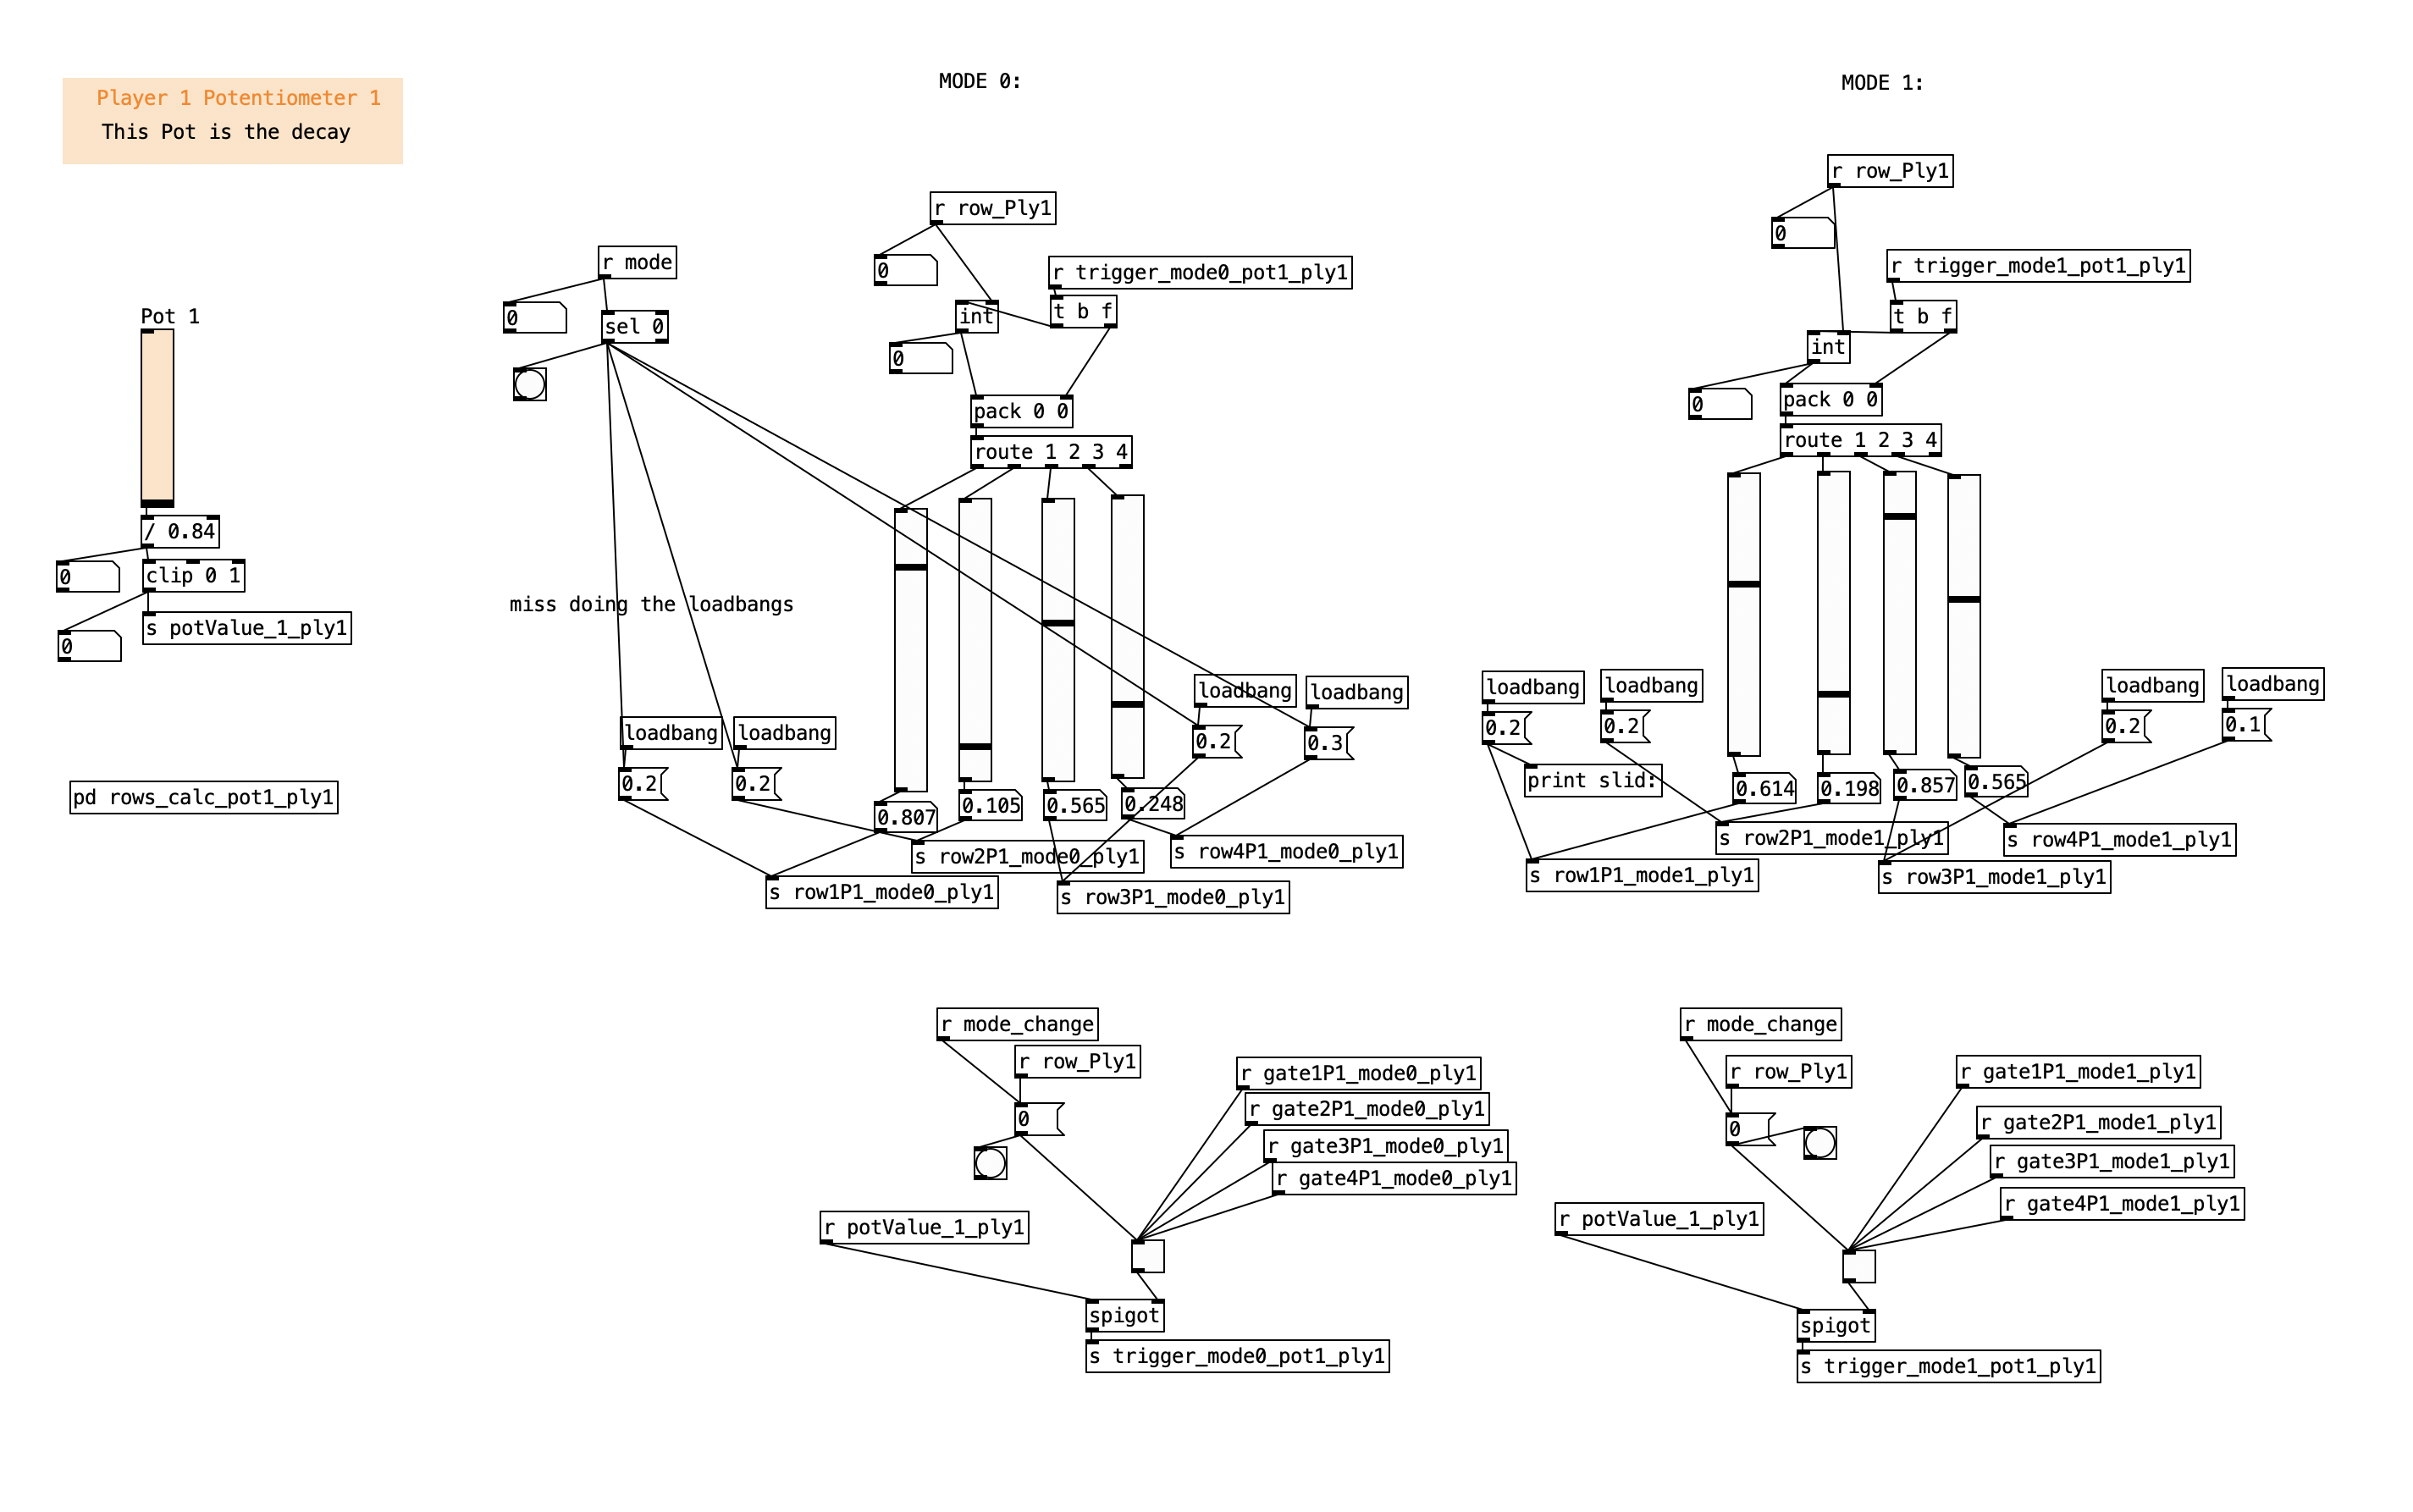 Player 1 Potentiometer 1
This Pot is the decay
Pot 1
/ 0.84
0
clip 0 1
s potValue_1_ply1
0
pd rows_calc_pot1_ply1
MODE 0:
r mode
0
sel 0
r row_Ply1
0
r trigger_mode0_pot1_ply1
int
t b f
0
pack 0 0
route 1 2 3 4
miss doing the loadbangs
loadbang
loadbang
loadbang
loadbang
0.2
0.2
0.2
0.3
0.807
0.105
0.565
0.248
s row2P1_mode0_ply1
s row4P1_mode0_ply1
s row1P1_mode0_ply1
s row3P1_mode0_ply1
MODE 1:
r row_Ply1
0
r trigger_mode1_pot1_ply1
t b f
int
0
pack 0 0
route 1 2 3 4
loadbang
loadbang
loadbang
loadbang
0.2
0.2
0.2
0.1
print slid:
0.614
0.198
0.857
0.565
s row2P1_mode1_ply1
s row4P1_mode1_ply1
s row1P1_mode1_ply1
s row3P1_mode1_ply1
r mode_change
r row_Ply1
0
r gate1P1_mode0_ply1
r gate2P1_mode0_ply1
r gate3P1_mode0_ply1
r gate4P1_mode0_ply1
r potValue_1_ply1
spigot
s trigger_mode0_pot1_ply1
r mode_change
r row_Ply1
0
r gate1P1_mode1_ply1
r gate2P1_mode1_ply1
r gate3P1_mode1_ply1
r gate4P1_mode1_ply1
r potValue_1_ply1
spigot
s trigger_mode1_pot1_ply1